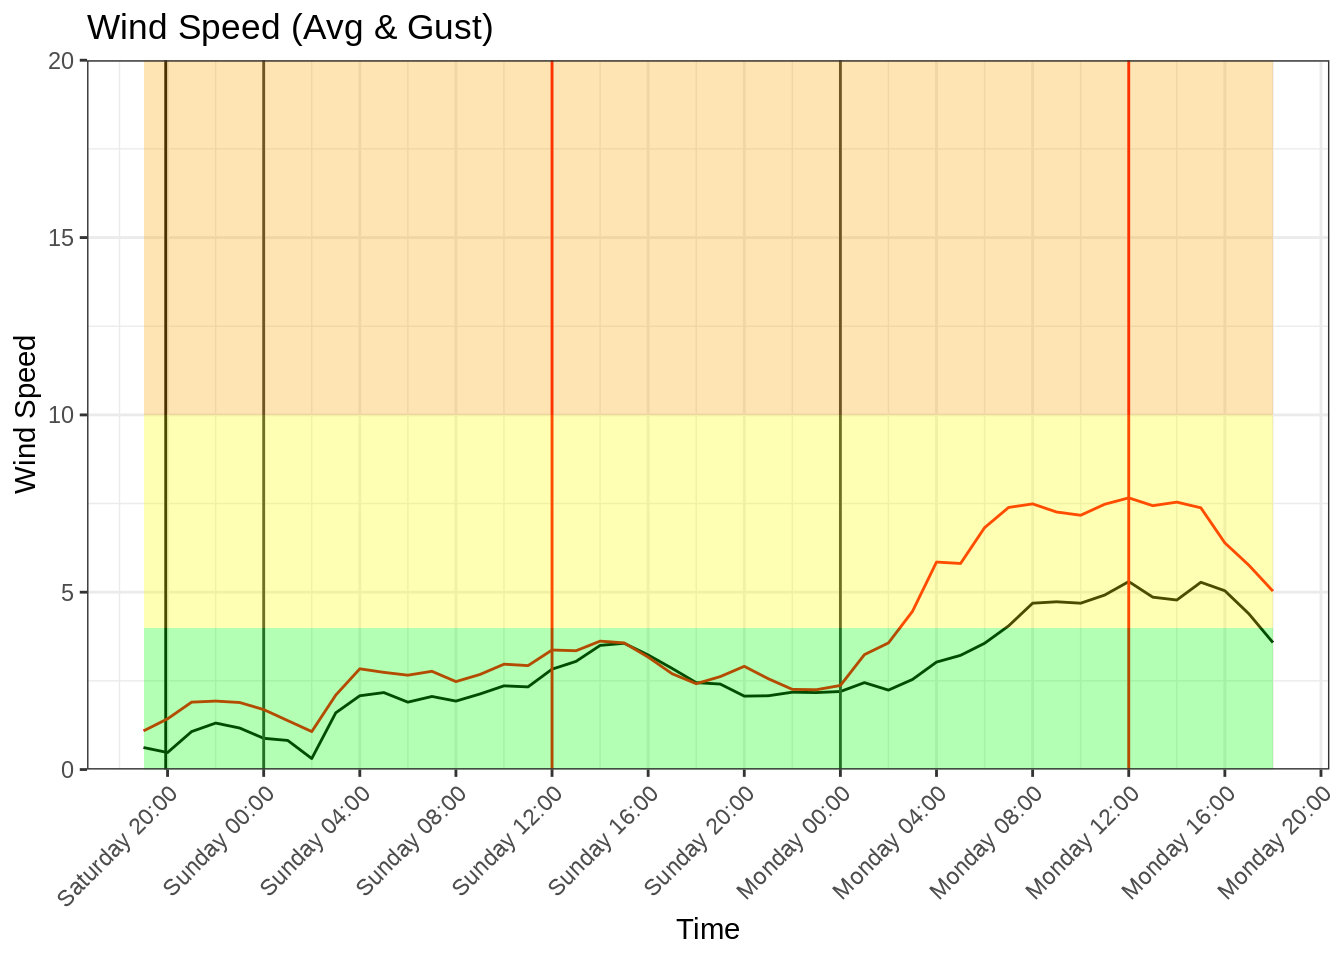 Wind Speed (Avg & Gust)
20
15
10
5
0
Wind Speed
Saturday 20:00
Sunday 00:00
Sunday 04:00
Sunday 08:00
Sunday 12:00
Sunday 16:00
Sunday 20:00
Monday 00:00
Monday 04:00
Monday 08:00
Monday 12:00
Monday 16:00
Monday 20:00
Time